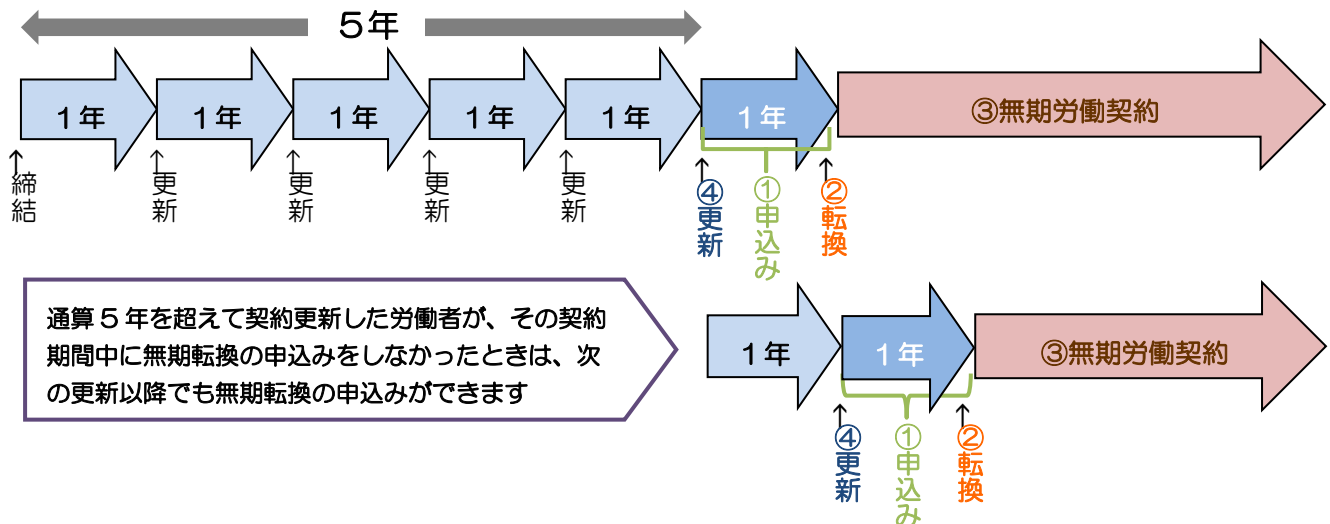 5年
1年
1年
1年
1年
1年
1年
③無期労働契約
↑締結
↑更新
↑更新
↑更新
↑更新
↑④更新
①申込み
↑②転換
通算5年を超えて契約更新した労働者が、その契約
期間中に無期転換の申込みをしなかったときは、次
の更新以降でも無期転換の申込みができます
1年
1年
③無期労働契約
↑④更新
①申込み
↑②転換